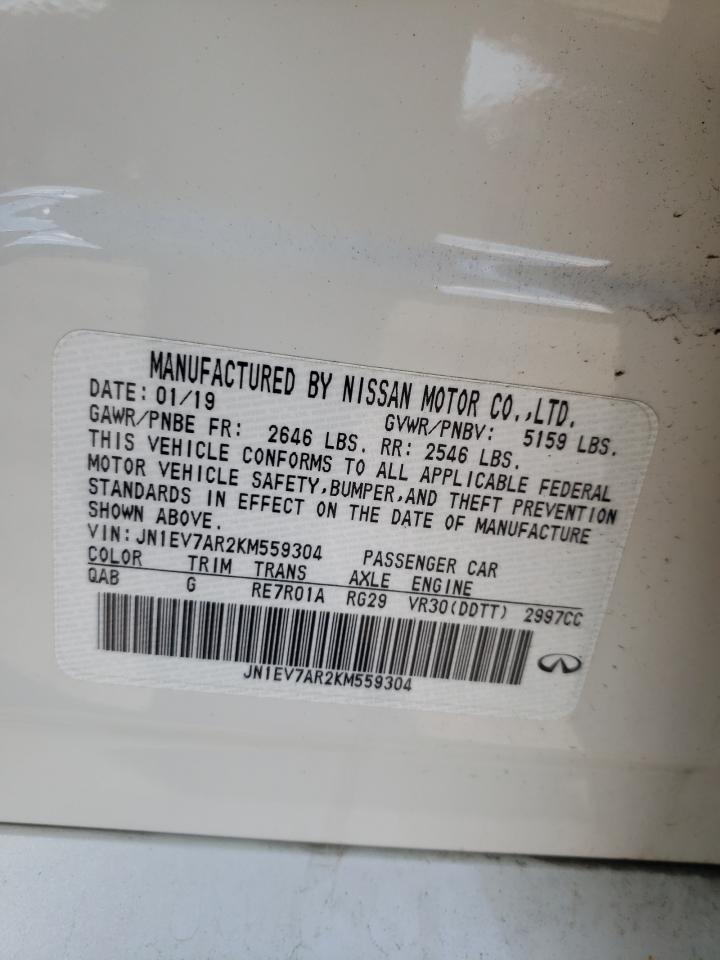 MANUFACTURED BY NISSAN MOTOR CO.,LTD.
DATE: 01/19 GVWR/PNBV: 5159 LBS.
GAWR/PNBE FR: 2646 LBS. RR: 2546 LBS.
THIS VEHICLE CONFORMS TO ALL APPLICABLE FEDERAL
MOTOR VEHICLE SAFETY,BUMPER,AND THEFT PREVENTION
STANDARDS IN EFFECT ON THE DATE OF MANUFACTURE
SHOWN ABOVE.
VIN: JN1EV7AR2KM559304 PASSENGER CAR
COLOR TRIM TRANS AXLE ENGINE
QAB G RE7R01A RG29 VR30(DDTT) 2997CC
JN1EV7AR2KM559304